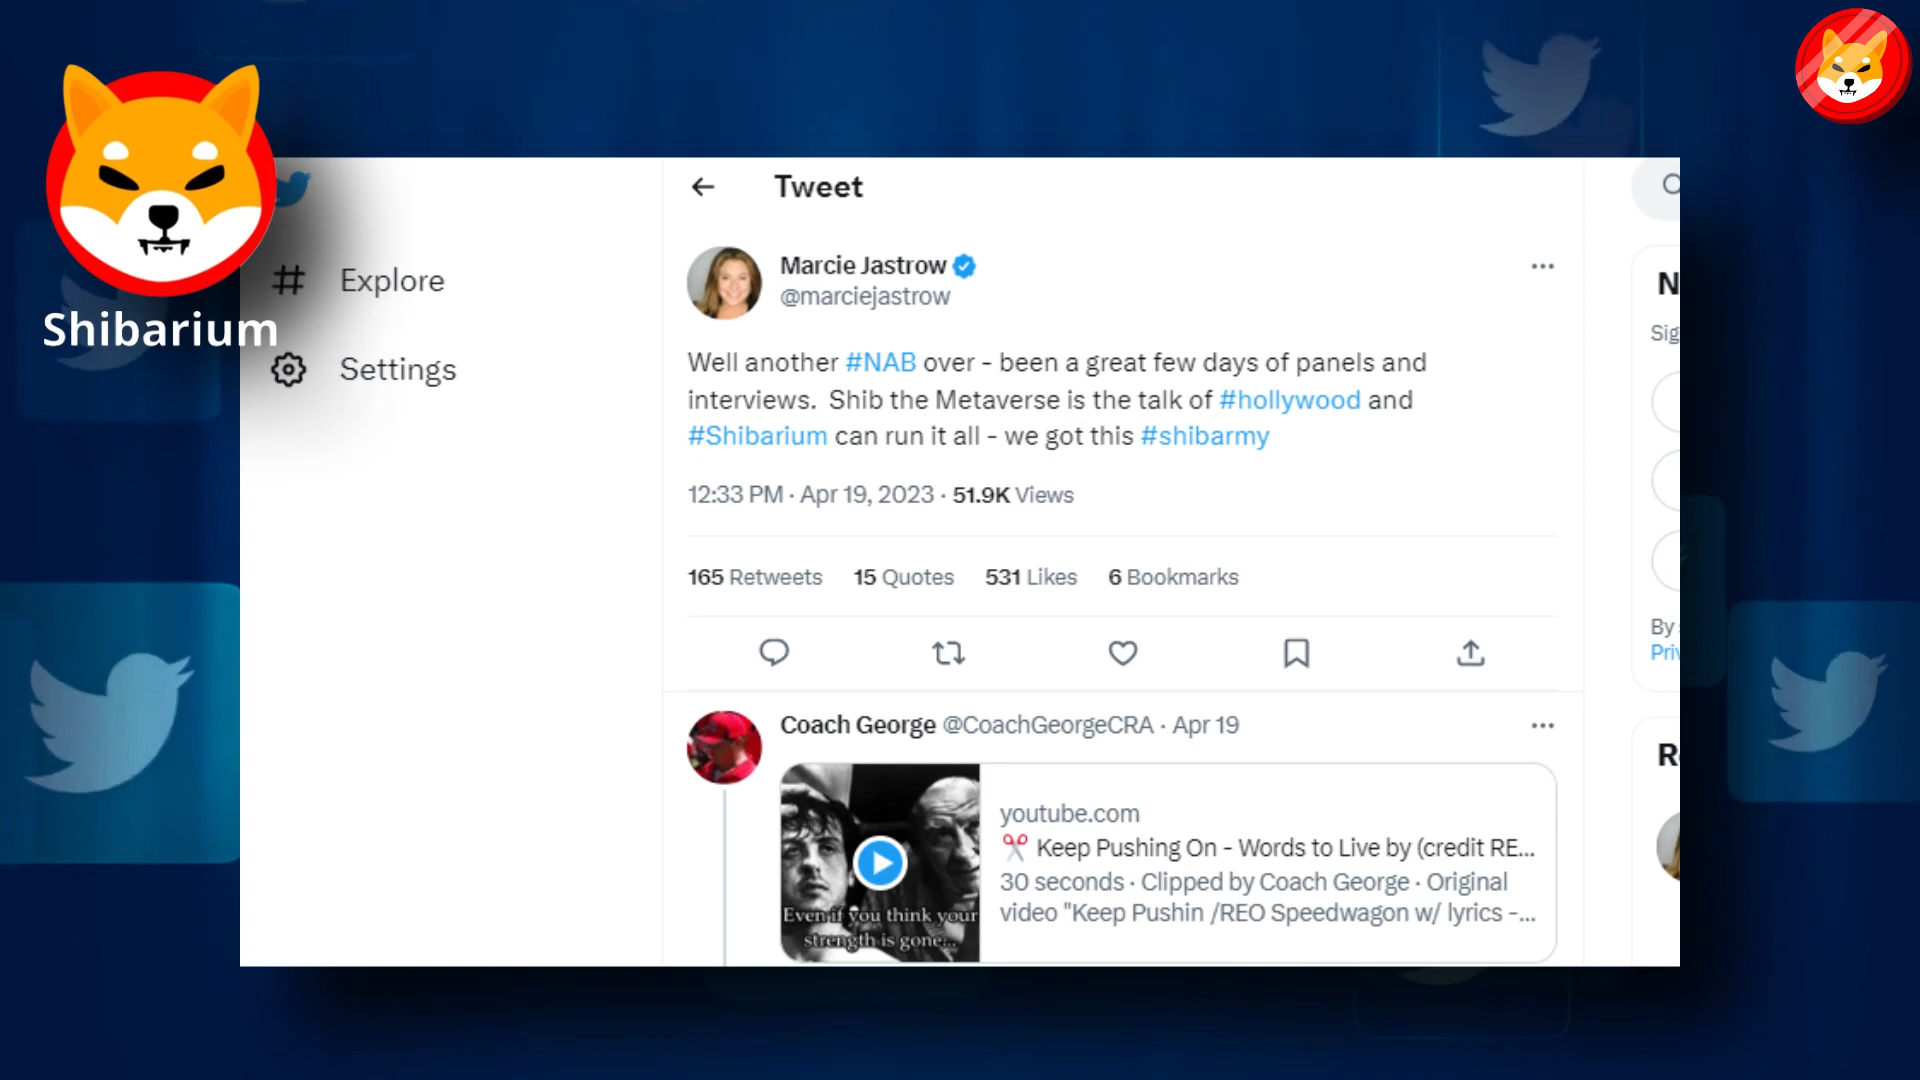 Shibarium
Explore
Settings
Tweet
Marcie Jastrow
@marciejastrow
Well another #NAB over - been a great few days of panels and
interviews. Shib the Metaverse is the talk of #hollywood and
#Shibarium can run it all - we got this #shibarmy
12:33 PM · Apr 19, 2023 · 51.9K Views
165 Retweets 15 Quotes 531 Likes 6 Bookmarks
Coach George @CoachGeorgeCRA · Apr 19
Even if you think your
strength is gone...
youtube.com
✂️ Keep Pushing On - Words to Live by (credit RE...
30 seconds · Clipped by Coach George · Original
video "Keep Pushin /REO Speedwagon w/ lyrics -...
N
Sig
By
Priv
R